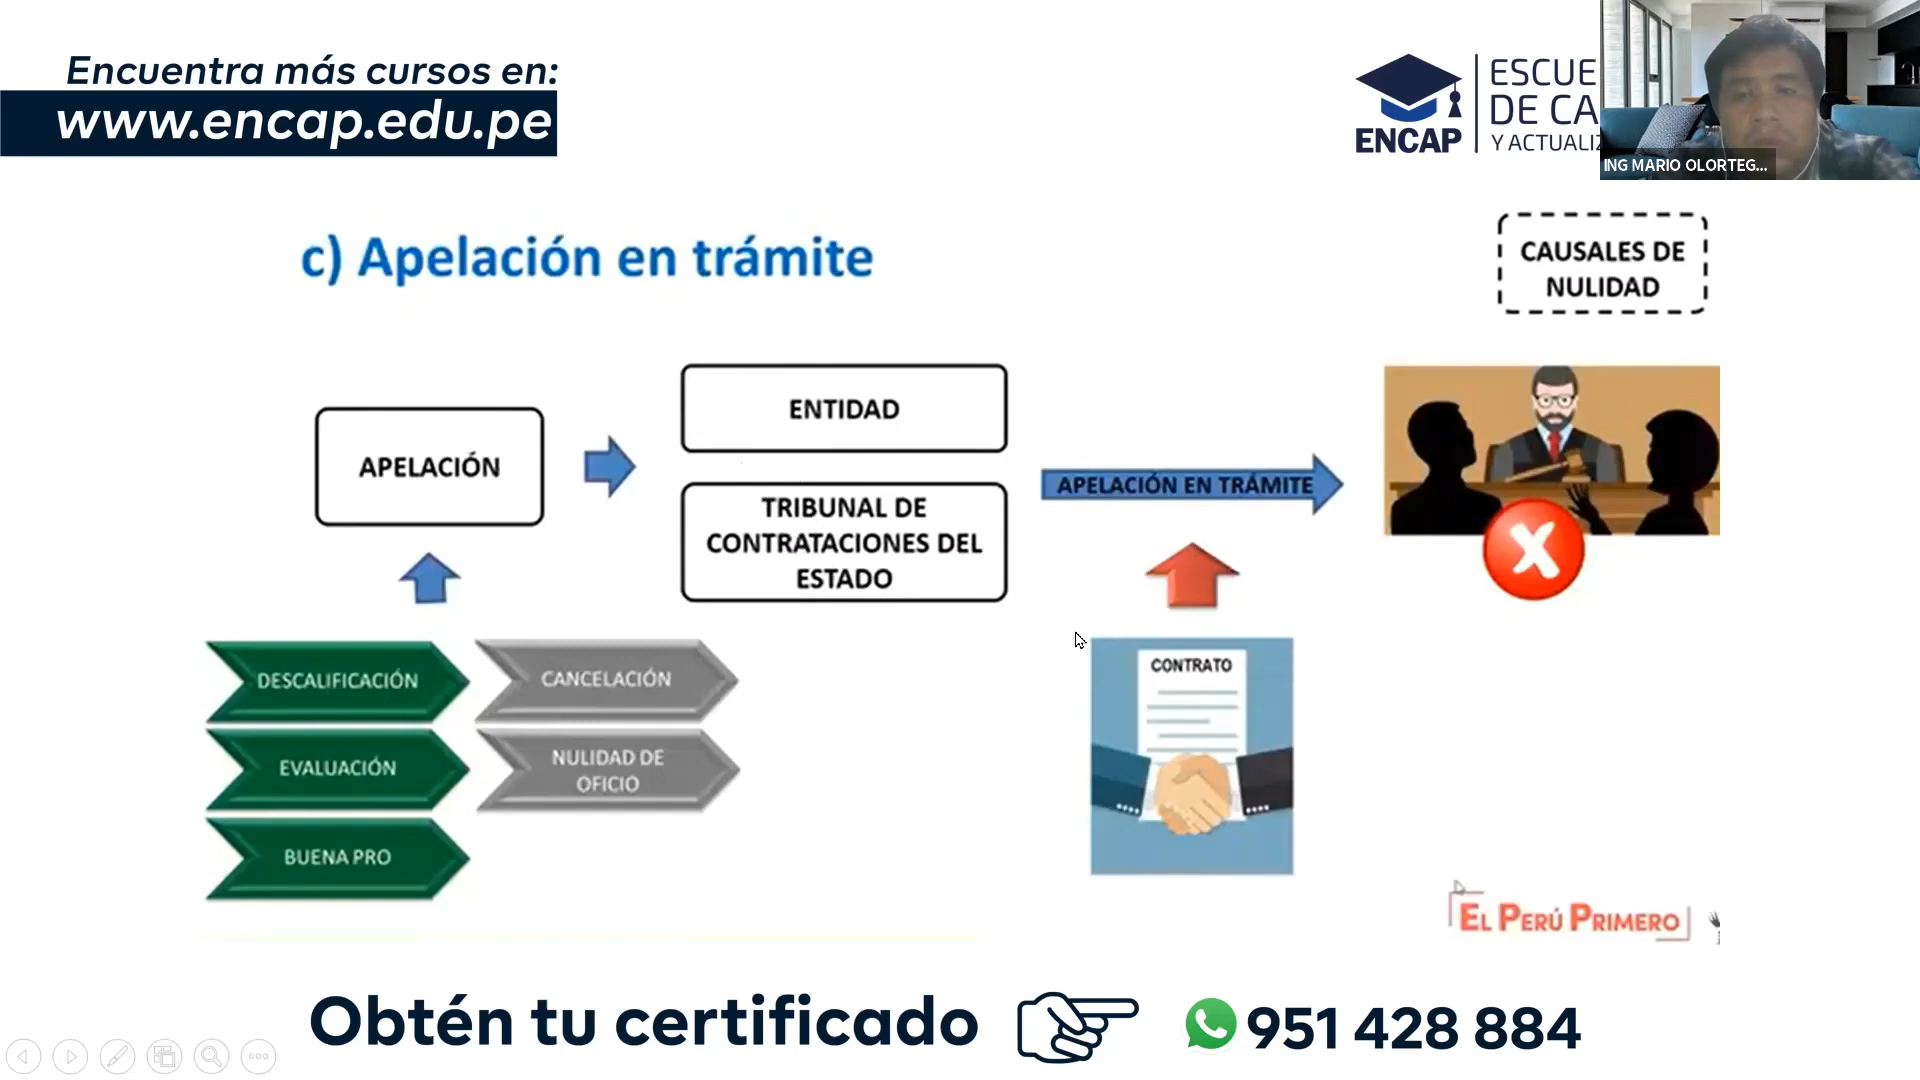 Encuentra más cursos en:
www.encap.edu.pe
ENCAP
ESCUE
DE CA
Y ACTUALIZ
ING MARIO OLORTEG...
c) Apelación en trámite
CAUSALES DE
NULIDAD
APELACIÓN
ENTIDAD
TRIBUNAL DE
CONTRATACIONES DEL
ESTADO
APELACIÓN EN TRÁMITE
X
DESCALIFICACIÓN
CANCELACIÓN
EVALUACIÓN
NULIDAD DE
OFICIO
BUENA PRO
CONTRATO
EL PERÚ PRIMERO
Obtén tu certificado
951 428 884